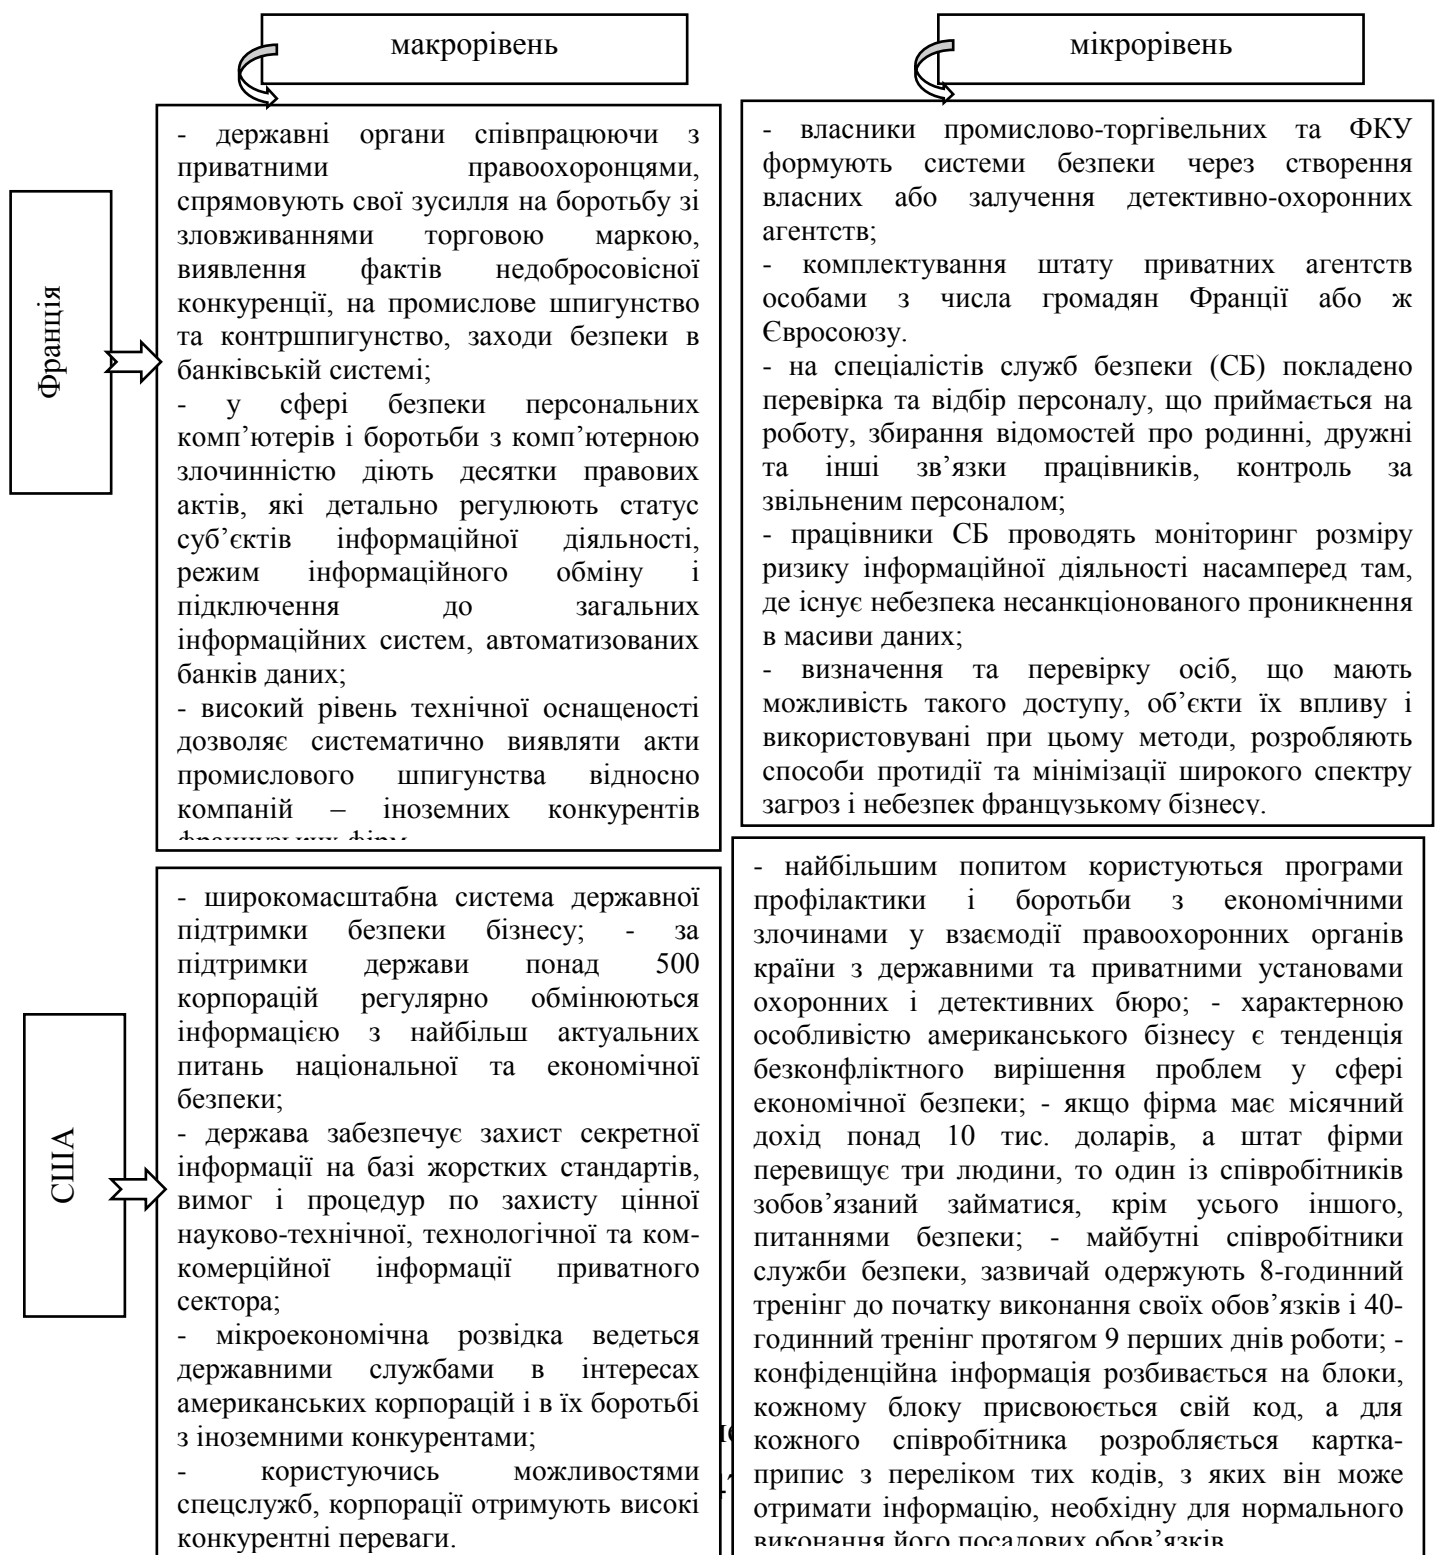 макрорівень
мікрорівень
Франція
- державні органи співпрацюючи з
приватними правоохоронцями,
спрямовують свої зусилля на боротьбу зі
зловживаннями торговою маркою,
виявлення фактів недобросовісної
конкуренції, на промислове шпигунство
та контршпигунство, заходи безпеки в
банківській системі;
- у сфері безпеки персональних
комп’ютерів і боротьби з комп’ютерною
злочинністю діють десятки правових
актів, які детально регулюють статус
суб’єктів інформаційної діяльності,
режим інформаційного обміну і
підключення до загальних
інформаційних систем, автоматизованих
банків даних;
- високий рівень технічної оснащеності
дозволяє систематично виявляти акти
промислового шпигунства відносно
компаній – іноземних конкурентів
французьких фірм
- власники промислово-торгівельних та ФКУ
формують системи безпеки через створення
власних або залучення детективно-охоронних
агентств;
- комплектування штату приватних агентств
особами з числа громадян Франції або ж
Євросоюзу.
- на спеціалістів служб безпеки (СБ) покладено
перевірка та відбір персоналу, що приймається на
роботу, збирання відомостей про родинні, дружні
та інші зв’язки працівників, контроль за
звільненим персоналом;
- працівники СБ проводять моніторинг розміру
ризику інформаційної діяльності насамперед там,
де існує небезпека несанкціонованого проникнення
в масиви даних;
- визначення та перевірку осіб, що мають
можливість такого доступу, об’єкти їх впливу і
використовувані при цьому методи, розробляють
способи протидії та мінімізації широкого спектру
загроз і небезпек французькому бізнесу.
США
- широкомасштабна система державної
підтримки безпеки бізнесу; - за
підтримки держави понад 500
корпорацій регулярно обмінюються
інформацією з найбільш актуальних
питань національної та економічної
безпеки;
- держава забезпечує захист секретної
інформації на базі жорстких стандартів,
вимог і процедур по захисту цінної
науково-технічної, технологічної та ком-
комерційної інформації приватного
сектора;
- мікроекономічна розвідка ведеться
державними службами в інтересах
американських корпорацій і в їх боротьбі
з іноземними конкурентами;
- користуючись можливостями
спецслужб, корпорації отримують високі
конкурентні переваги.
- найбільшим попитом користуються програми
профілактики і боротьби з економічними
злочинами у взаємодії правоохоронних органів
країни з державними та приватними установами
охоронних і детективних бюро; - характерною
особливістю американського бізнесу є тенденція
безконфліктного вирішення проблем у сфері
економічної безпеки; - якщо фірма має місячний
дохід понад 10 тис. доларів, а штат фірми
перевищує три людини, то один із співробітників
зобов’язаний займатися, крім усього іншого,
питаннями безпеки; - майбутні співробітники
служби безпеки, зазвичай одержують 8-годинний
тренінг до початку виконання своїх обов’язків і 40-
годинний тренінг протягом 9 перших днів роботи; -
конфіденційна інформація розбивається на блоки,
кожному блоку присвоюється свій код, а для
кожного співробітника розробляється картка-
припис з переліком тих кодів, з яких він може
отримати інформацію, необхідну для нормального
виконання його посадових обов’язків